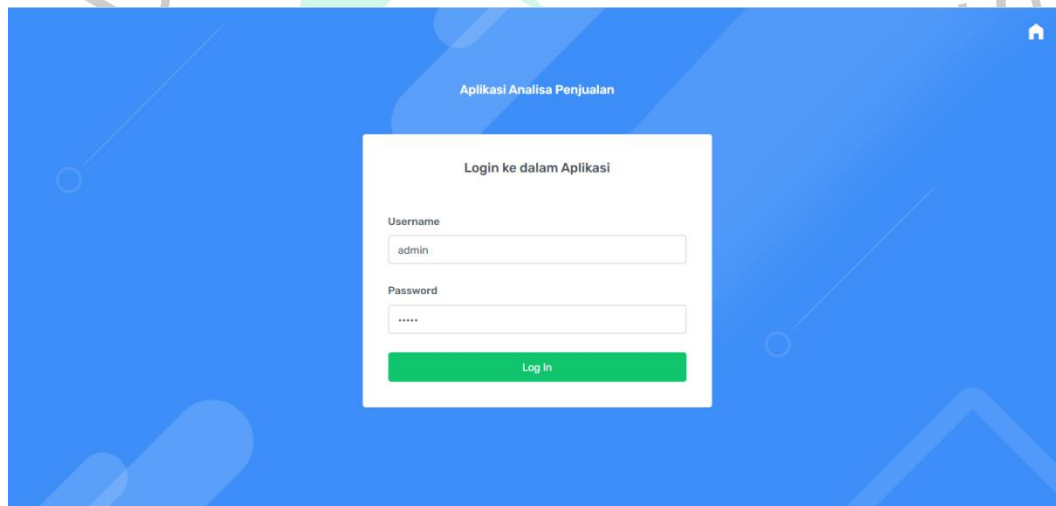 Aplikasi Analisa Penjualan
Login ke dalam Aplikasi
Username
admin
Password
•••••
Log In